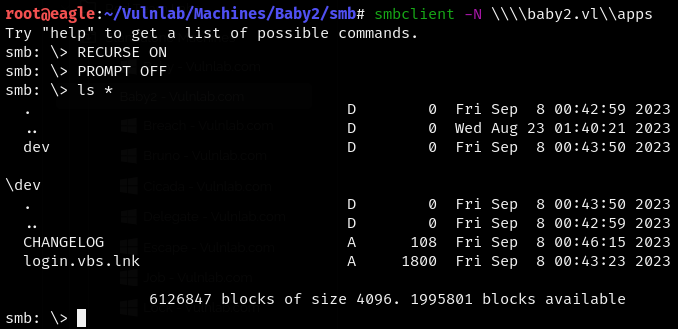 root@eagle:~/Vulnlab/Machines/Baby2/smb# smbclient -N \\\\baby2.vl\\apps
Try "help" to get a list of possible commands.
smb: \> RECURSE ON
smb: \> PROMPT OFF
smb: \> ls *
. D 0 Fri Sep 8 00:42:59 2023
.. D 0 Wed Aug 23 01:40:21 2023
dev D 0 Fri Sep 8 00:43:50 2023
\dev
. D 0 Fri Sep 8 00:43:50 2023
.. D 0 Fri Sep 8 00:42:59 2023
CHANGELOG A 108 Fri Sep 8 00:46:15 2023
login.vbs.lnk A 1800 Fri Sep 8 00:43:23 2023
6126847 blocks of size 4096. 1995801 blocks available
smb: \>